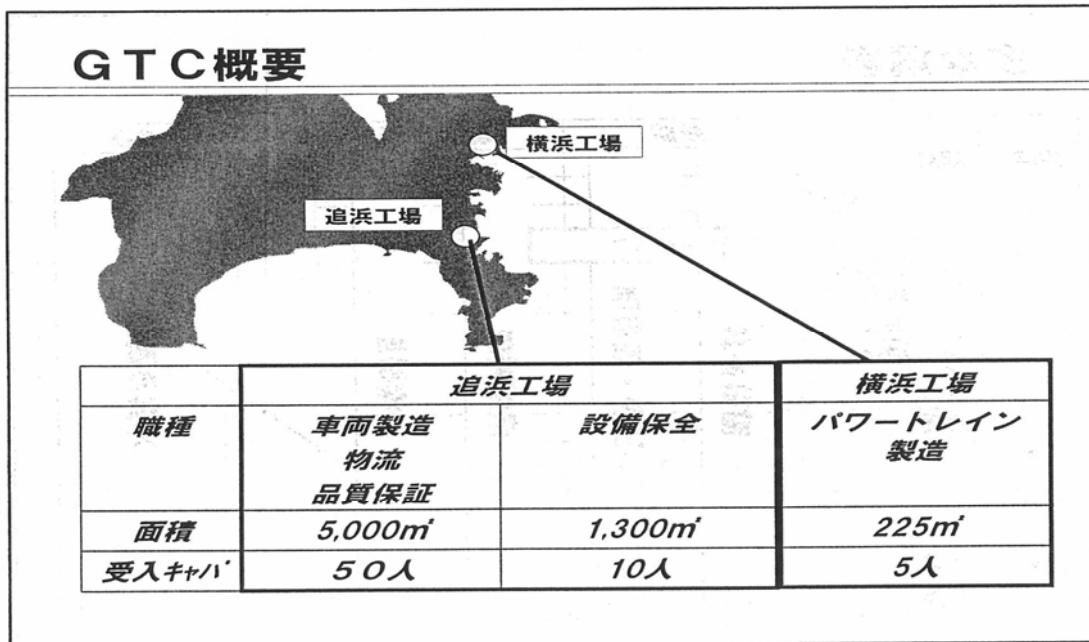 GTC概要
横浜工場
追浜工場
追浜工場 横浜工場
職種 車両製造 設備保全 パワートレイン
物流 製造
品質保証
面積 5,000㎡ 1,300㎡ 225㎡
受入キャパ 50人 10人 5人